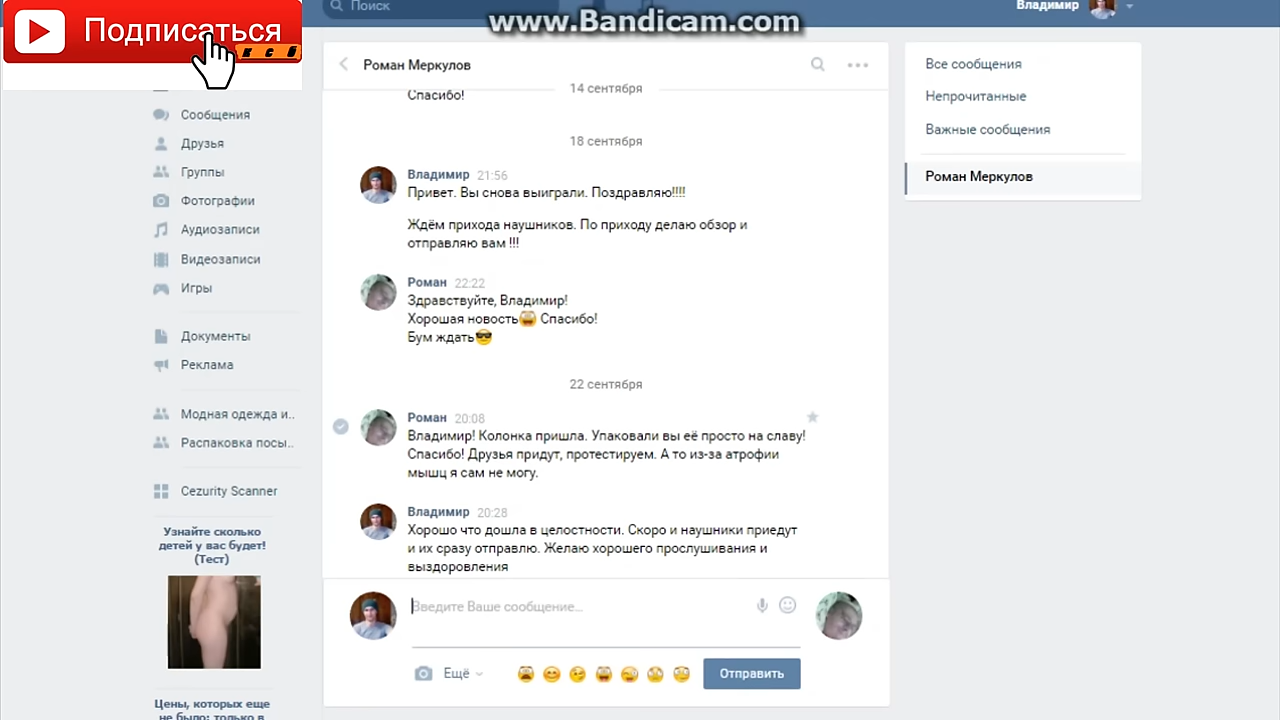 Подписаться
ксб
Поиск
www.Bandicam.com
Владимир
Сообщения
Друзья
Группы
Фотографии
Аудиозаписи
Видеозаписи
Игры
Документы
Реклама
Модная одежда и..
Распаковка посы..
Cezurity Scanner
Узнайте сколько
детей у вас будет!
(Тест)
Цены, которых еще
не было: только в
Роман Меркулов
Спасибо!
14 сентября
18 сентября
Владимир 21:56
Привет. Вы снова выиграли. Поздравляю!!!!
Ждём прихода наушников. По приходу делаю обзор и
отправляю вам !!!
Роман 22:22
Здравствуйте, Владимир!
Хорошая новость Спасибо!
Бум ждать
22 сентября
Роман 20:08
Владимир! Колонка пришла. Упаковали вы её просто на славу!
Спасибо! Друзья придут, протестируем. А то из-за атрофии
мышц я сам не могу.
Владимир 20:28
Хорошо что дошла в целостности. Скоро и наушники приедут
и их сразу отправлю. Желаю хорошего прослушивания и
выздоровления
Введите Ваше сообщение...
Ещё
Отправить
Все сообщения
Непрочитанные
Важные сообщения
Роман Меркулов